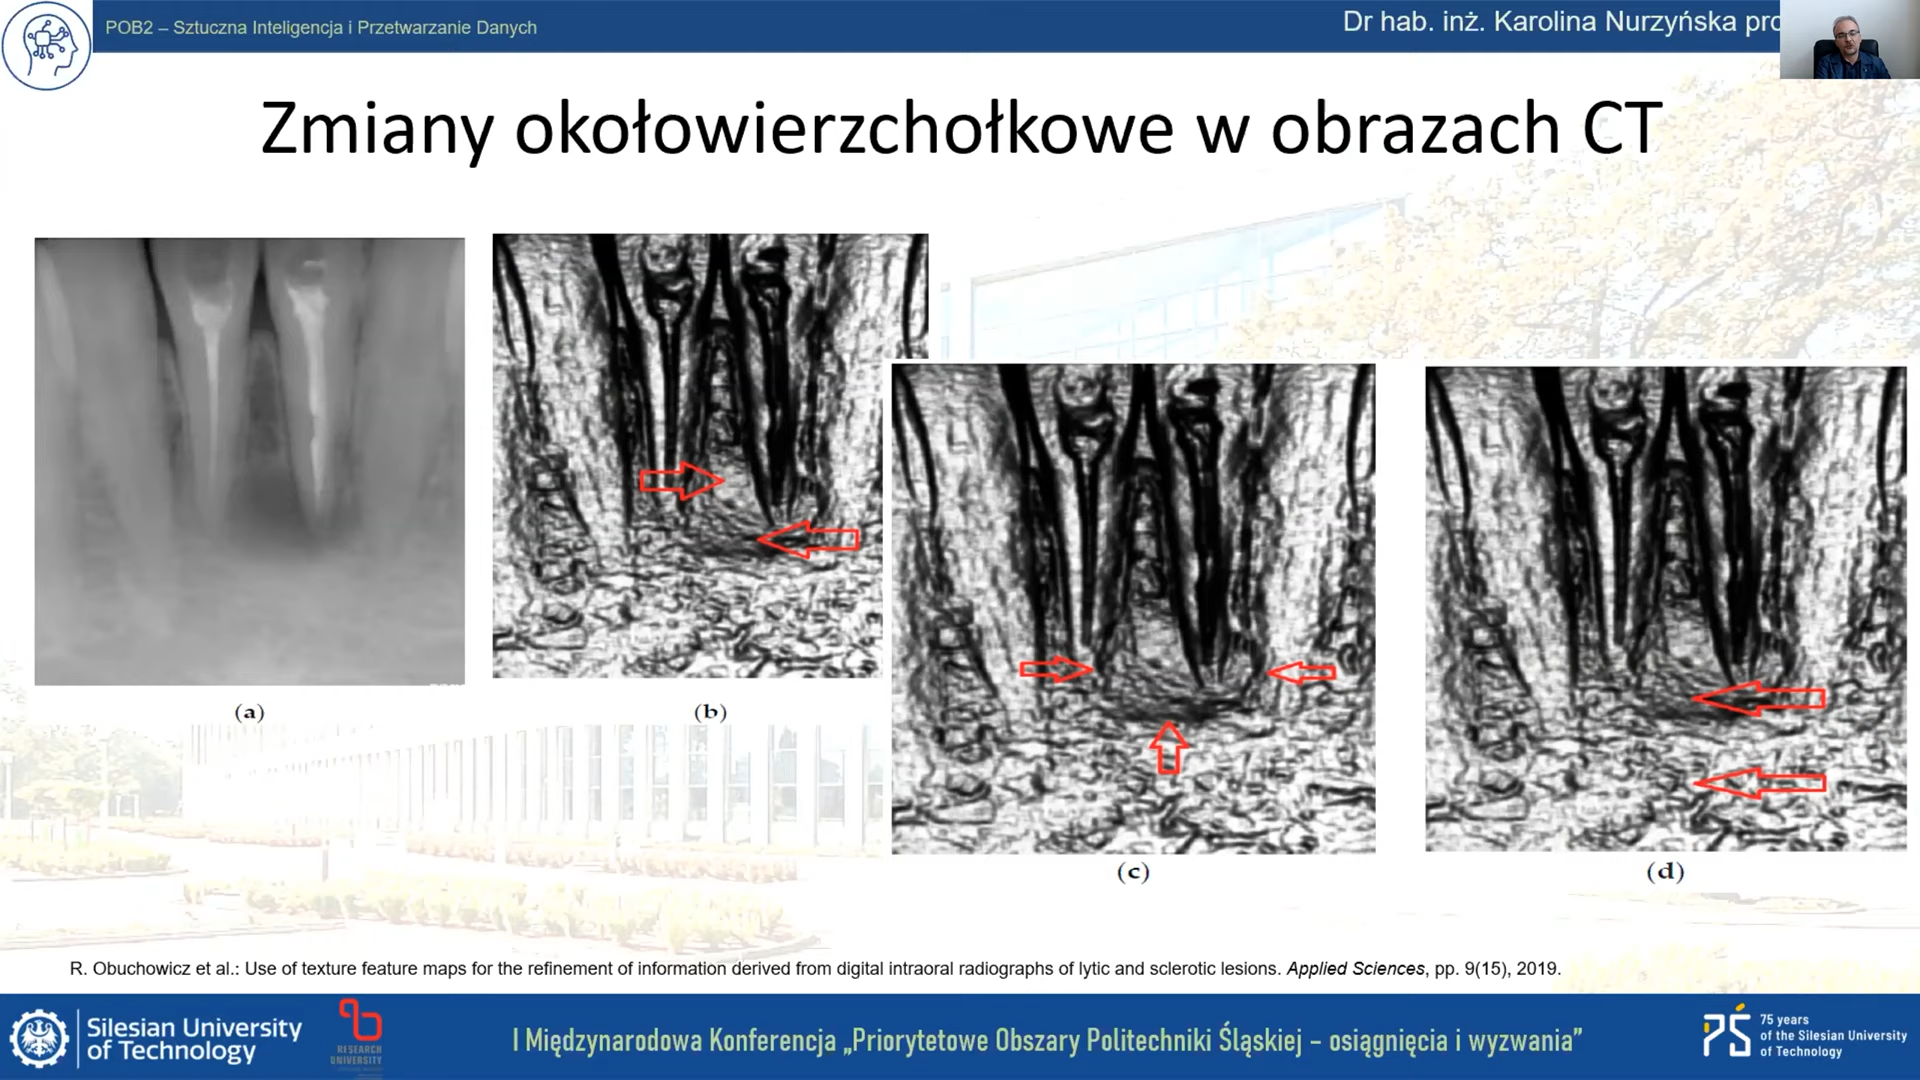 POB2 – Sztuczna Inteligencja i Przetwarzanie Danych
Dr hab. inż. Karolina Nurzyńska
Zmiany okołowierzchołkowe w obrazach CT
(a)
(b)
(c)
(d)
R. Obuchowicz et al.: Use of texture feature maps for the refinement of information derived from digital intraoral radiographs of lytic and sclerotic lesions. Applied Sciences, pp. 9(15), 2019.
Silesian University
of Technology
RESEARCH
UNIVERSITY
I Międzynarodowa Konferencja „Priorytetowe Obszary Politechniki Śląskiej – osiągnięcia i wyzwania”
PŚ
75 years
of the Silesian University
of Technology